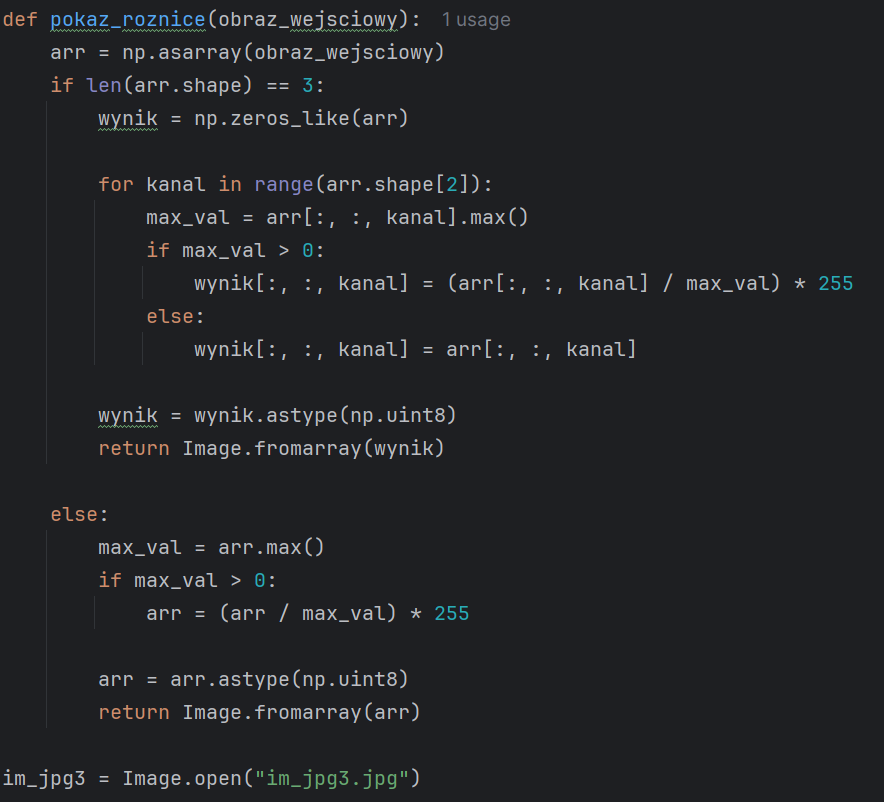 def pokaz_roznice(obraz_wejsciowy): 1 usage
    arr = np.asarray(obraz_wejsciowy)
    if len(arr.shape) == 3:
        wynik = np.zeros_like(arr)
        for kanal in range(arr.shape[2]):
            max_val = arr[:, :, kanal].max()
            if max_val > 0:
                wynik[:, :, kanal] = (arr[:, :, kanal] / max_val) * 255
            else:
                wynik[:, :, kanal] = arr[:, :, kanal]
        wynik = wynik.astype(np.uint8)
        return Image.fromarray(wynik)
    else:
        max_val = arr.max()
        if max_val > 0:
            arr = (arr / max_val) * 255
        arr = arr.astype(np.uint8)
        return Image.fromarray(arr)
im_jpg3 = Image.open("im_jpg3.jpg")